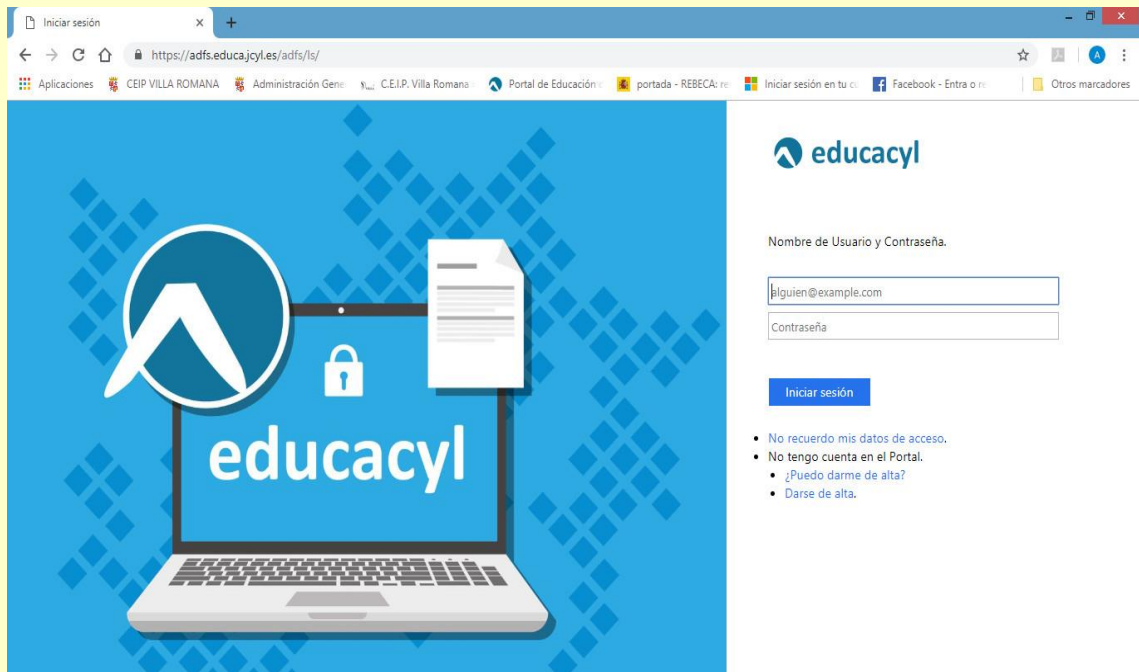 Iniciar sesión
https://adfs.educa.jcyl.es/adfs/ls/
A
Aplicaciones CEIP VILLA ROMANA Administración Gene C.E.I.P. Villa Romana Portal de Educación portada - REBECA: re Iniciar sesión en tu Facebook - Entra o re Otros marcadores
educacyl
educacyl
Nombre de Usuario y Contraseña.
alguien@example.com
Contraseña
Iniciar sesión
No recuerdo mis datos de acceso.
No tengo cuenta en el Portal.
¿Puedo darme de alta?
Darse de alta.